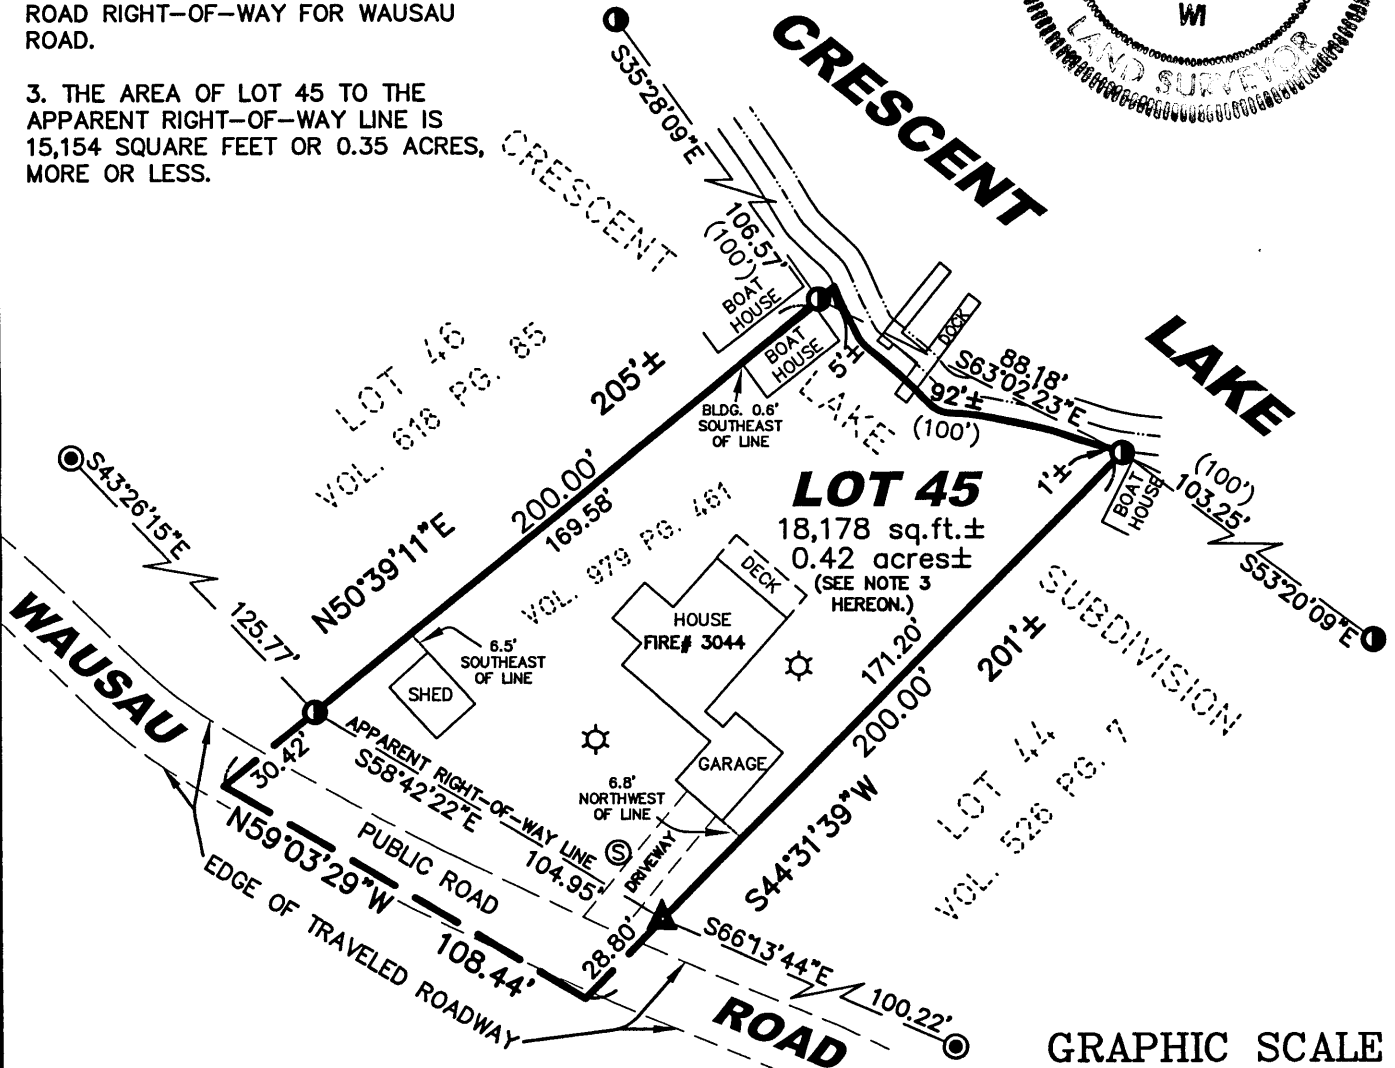 ROAD RIGHT-OF-WAY FOR WAUSAU
ROAD.
3. THE AREA OF LOT 45 TO THE
APPARENT RIGHT-OF-WAY LINE IS
15,154 SQUARE FEET OR 0.35 ACRES,
MORE OR LESS.
WI
LAND SURVEYOR
CRESCENT
LAKE
S35°28'09"E
106.57'
(100')
CRESCENT
LAKE
SUBDIVISION
BOAT
HOUSE
BOAT
HOUSE
5'±
DOCK
88.18'
S63°02'23"E
92'±
(100')
LOT 46
VOL. 618 PG. 85
205'±
BLDG. 0.6'
SOUTHEAST
OF LINE
200.00'
169.58'
N50°39'11"E
LOT 45
18,178 sq.ft.±
0.42 acres±
(SEE NOTE 3
HEREON.)
1'±
BOAT
HOUSE
(100')
103.25'
S53°20'09"E
S43°26'15"E
125.77'
VOL. 979 PG. 461
DECK
HOUSE
FIRE# 3044
6.5'
SOUTHEAST
OF LINE
SHED
171.20'
200.00'
201'±
S44°31'39"W
LOT 44
VOL. 526 PG. 7
GARAGE
6.8'
NORTHWEST
OF LINE
WAUSAU
30.42'
APPARENT RIGHT-OF-WAY LINE
S58°42'22"E
104.95'
S
DRIVEWAY
PUBLIC ROAD
N59°03'29"W
108.44'
28.80'
EDGE OF TRAVELED ROADWAY
S66°13'44"E
100.22'
ROAD
GRAPHIC SCALE